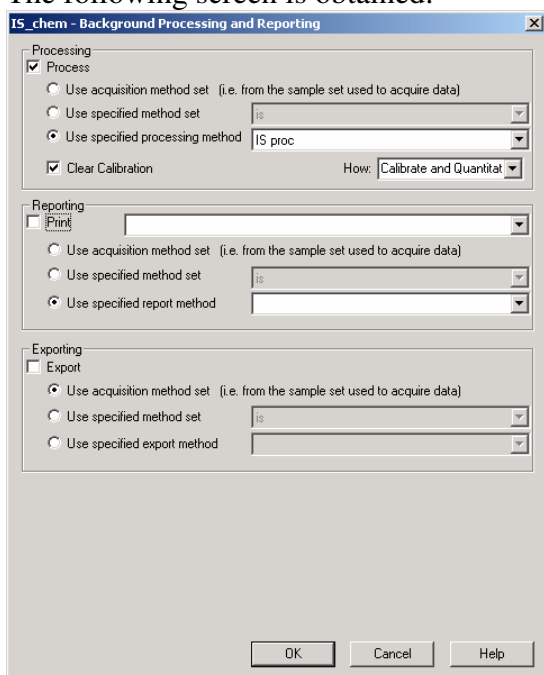 The following screen is obtained.
IS_chem - Background Processing and Reporting
Processing
Process
Use acquisition method set (i.e. from the sample set used to acquire data)
Use specified method set is
Use specified processing method IS proc
Clear Calibration How: Calibrate and Quantitat
Reporting
Print
Use acquisition method set (i.e. from the sample set used to acquire data)
Use specified method set is
Use specified report method
Exporting
Export
Use acquisition method set (i.e. from the sample set used to acquire data)
Use specified method set is
Use specified export method
OK Cancel Help